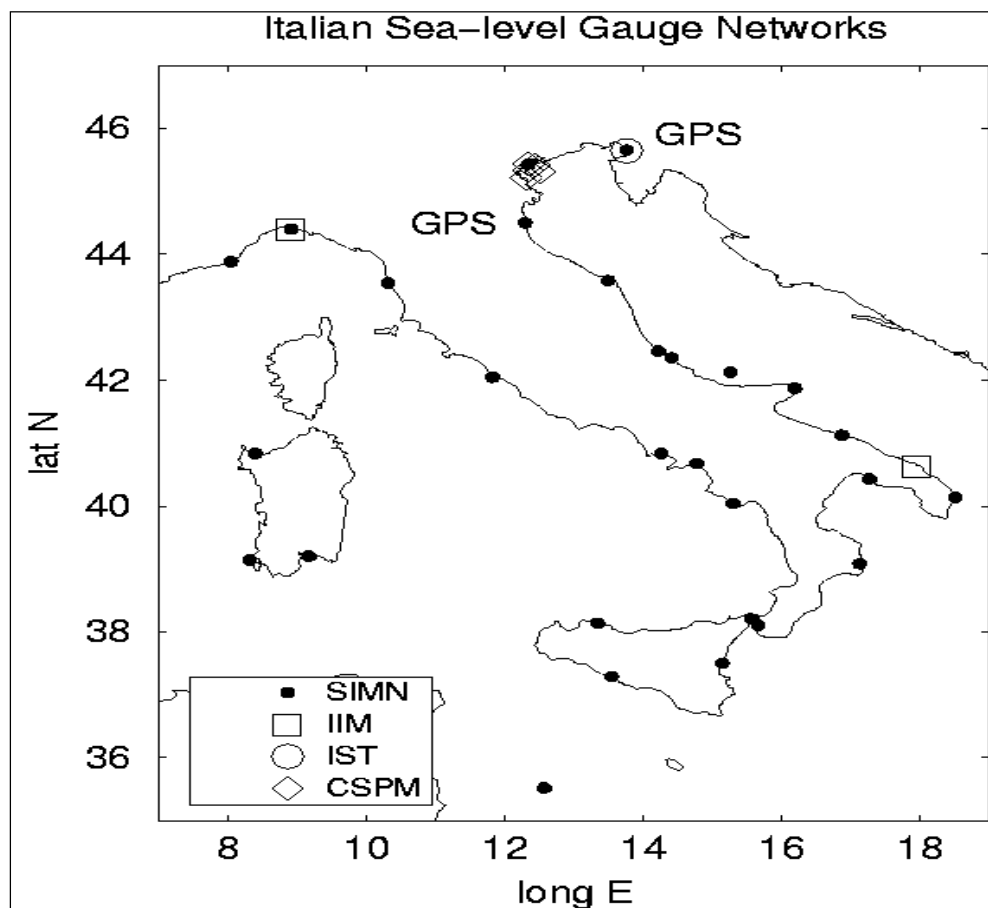 Italian Sea-level Gauge Networks
46
44
42
40
38
36
lat N
GPS
GPS
SIMN
IIM
IST
CSPM
8
10
12
14
16
18
long E